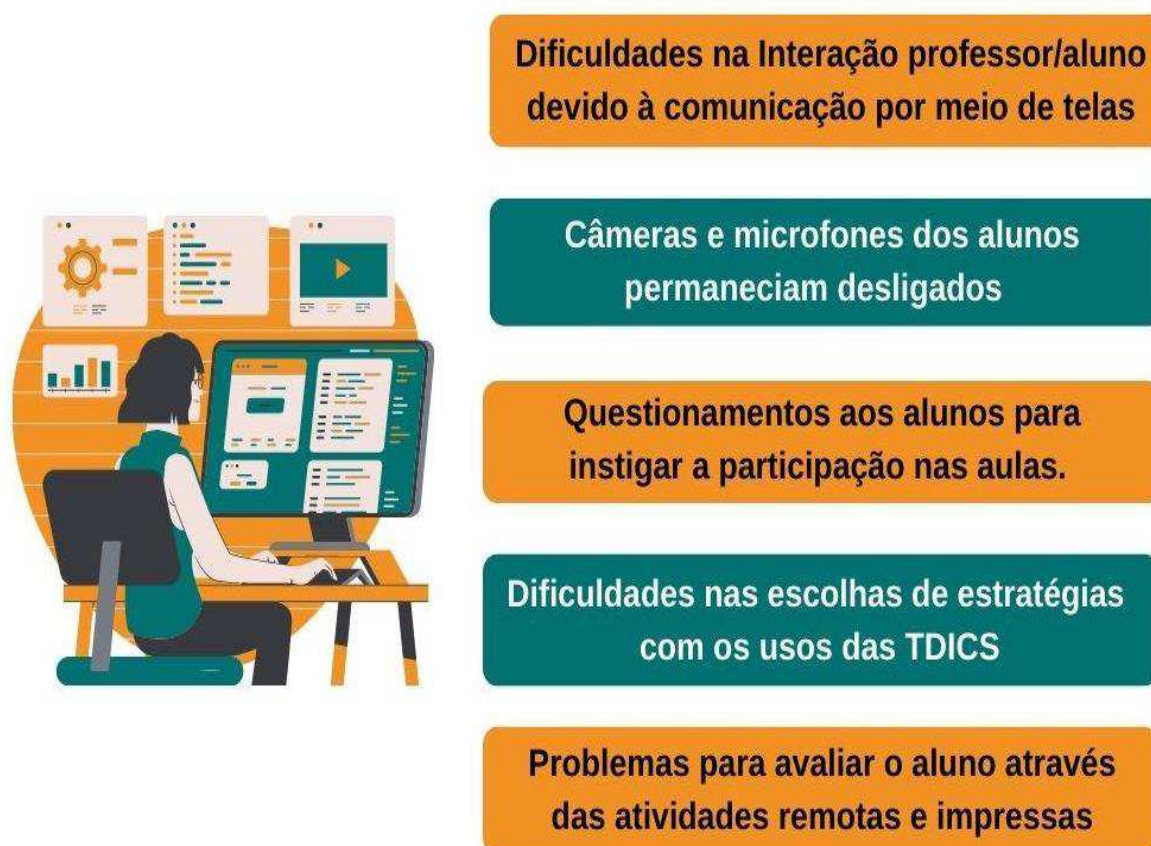 Dificuldades na Interação professor/aluno
devido à comunicação por meio de telas
Câmeras e microfones dos alunos
permaneciam desligados
Questionamentos aos alunos para
instigar a participação nas aulas.
Dificuldades nas escolhas de estratégias
com os usos das TDICS
Problemas para avaliar o aluno através
das atividades remotas e impressas